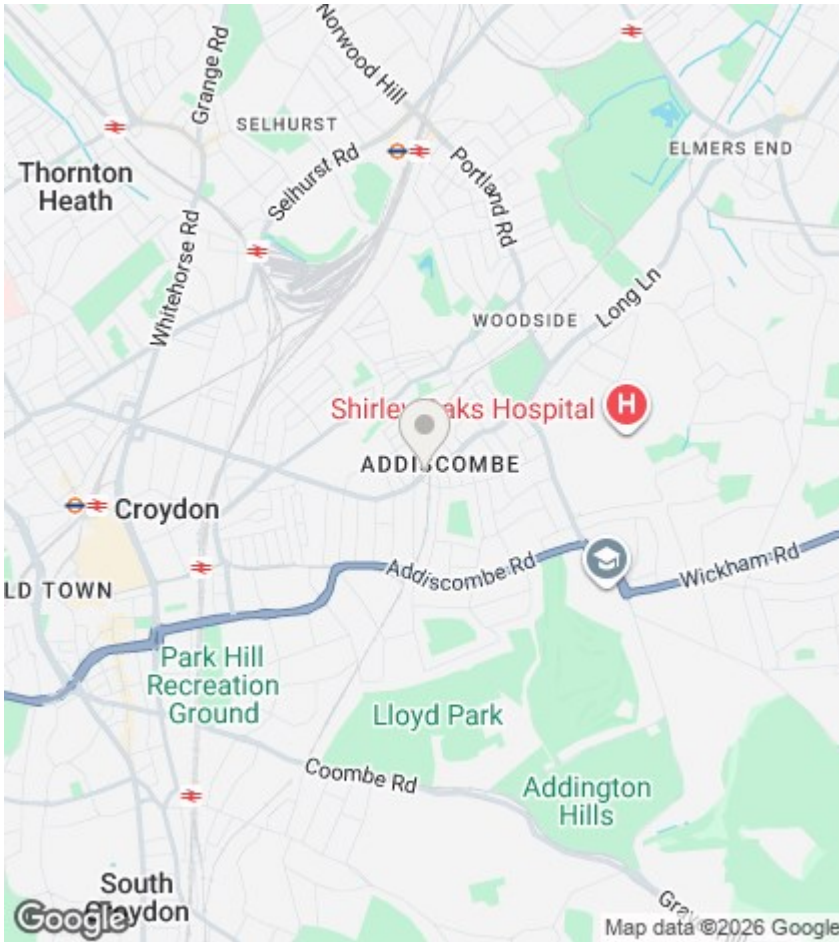 Norwood Hill
Grange Rd
SELHURST
Selhurst Rd
Portland Rd
ELMERS END
Thornton
Heath
Whitehorse Rd
Long Ln
WOODSIDE
Hospital
H
ADDISCOMBE
Croydon
LD TOWN
Addiscombe Rd
Wickham Rd
Park Hill
Recreation
Ground
Lloyd Park
Coombe Rd
Addington
Hills
South
Croydon
Google
Map data ©2026 Google